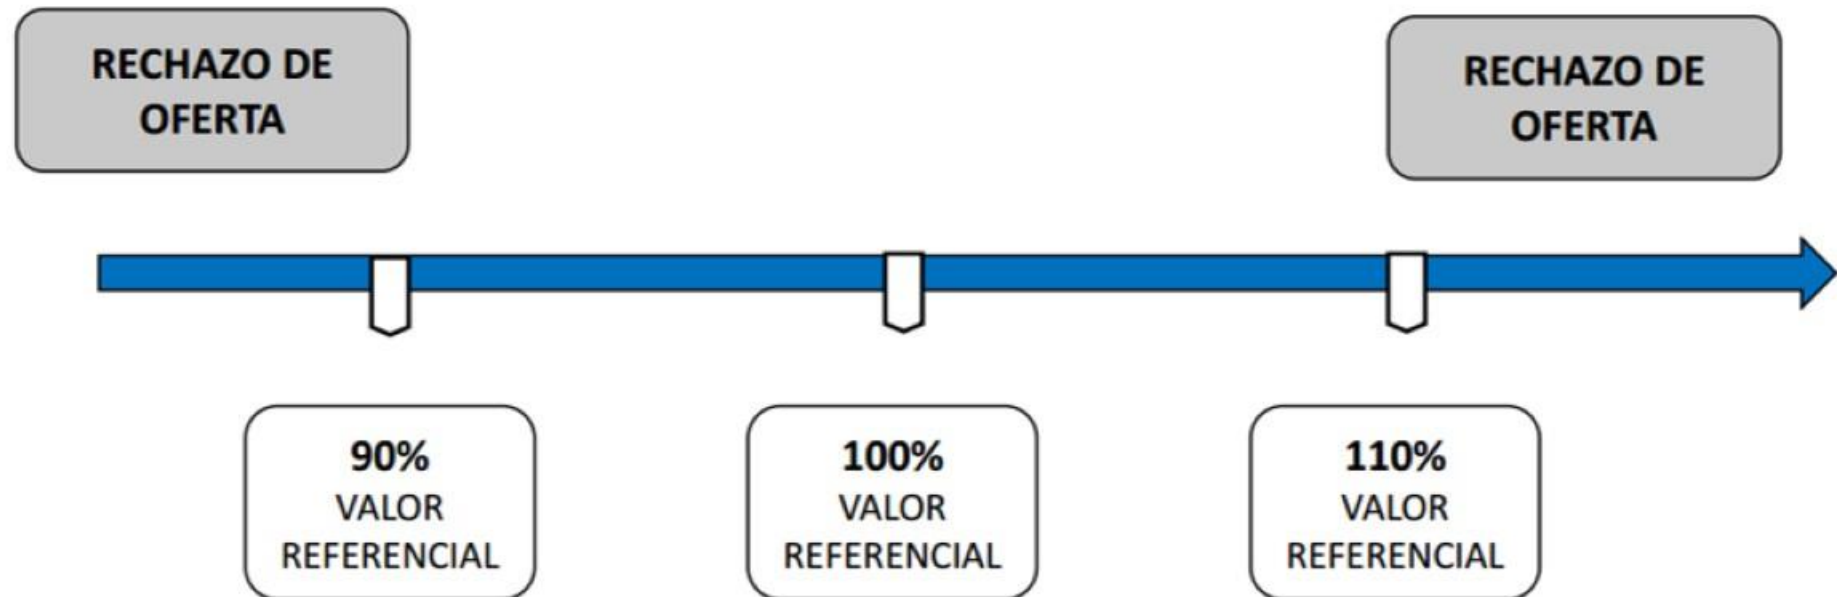 RECHAZO DE
OFERTA
RECHAZO DE
OFERTA
90%
VALOR
REFERENCIAL
100%
VALOR
REFERENCIAL
110%
VALOR
REFERENCIAL